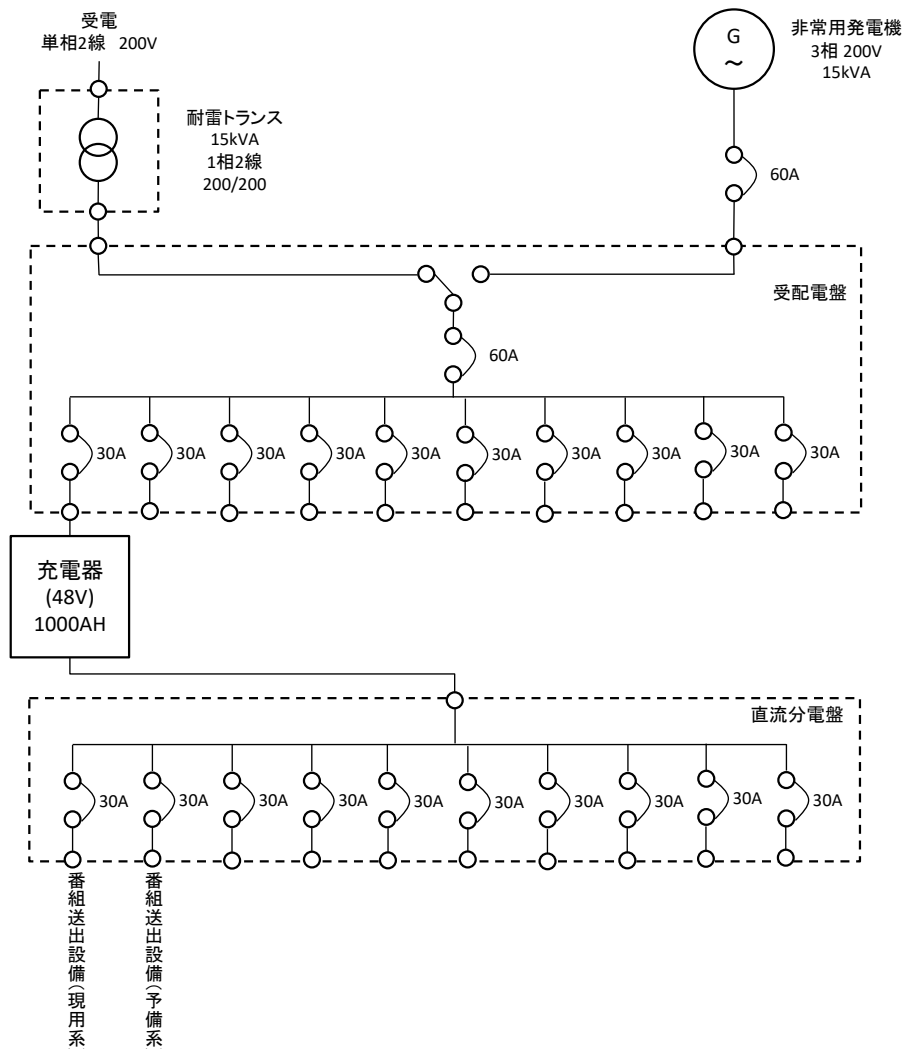 受電
単相2線 200V
G
~
非常用発電機
3相 200V
15kVA
耐雷トランス
15kVA
1相2線
200/200
60A
受配電盤
60A
30A 30A 30A 30A 30A 30A 30A 30A 30A 30A
充電器
(48V)
1000AH
直流分電盤
30A 30A 30A 30A 30A 30A 30A 30A 30A 30A
番組送出設備(現用系
番組送出設備(予備系